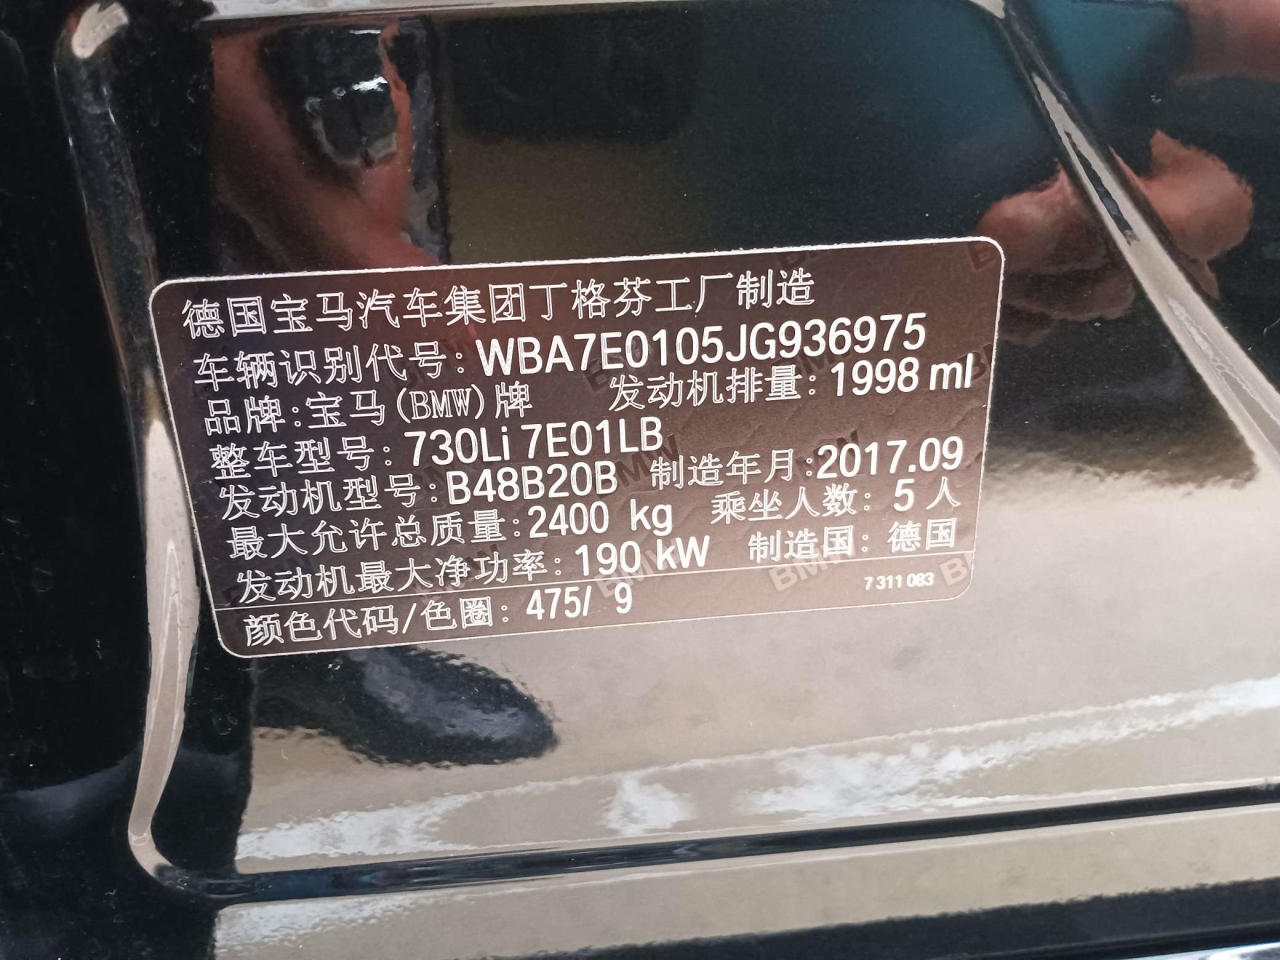 德国宝马汽车集团丁格芬工厂制造
车辆识别代号: WBA7E0105JG936975
品牌:宝马(BMW)牌 发动机排量: 1998 ml
整车型号: 730Li 7E01LB
发动机型号: B48B20B 制造年月:2017.09
最大允许总质量:2400 kg 乘坐人数: 5 人
发动机最大净功率: 190 kW 制造国: 德国
颜色代码/色圈: 475/ 9 7 311 083